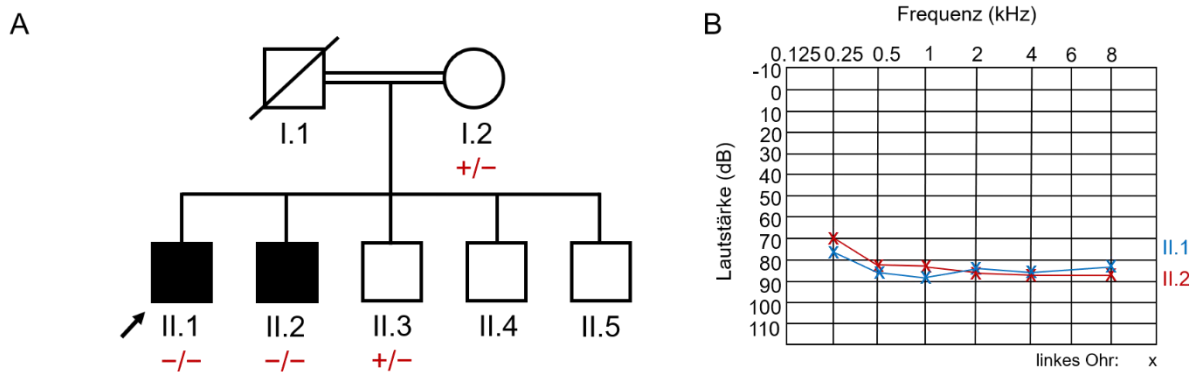 A
I.1
I.2
+/−
II.1
II.2
II.3
II.4
II.5
−/−
−/−
+/−
B
Frequenz (kHz)
0.125 0.25 0.5 1 2 4 6 8
Lautstärke (dB)
-10
0
10
20
30
40
50
60
70
80
90
100
110
II.1
II.2
linkes Ohr: x